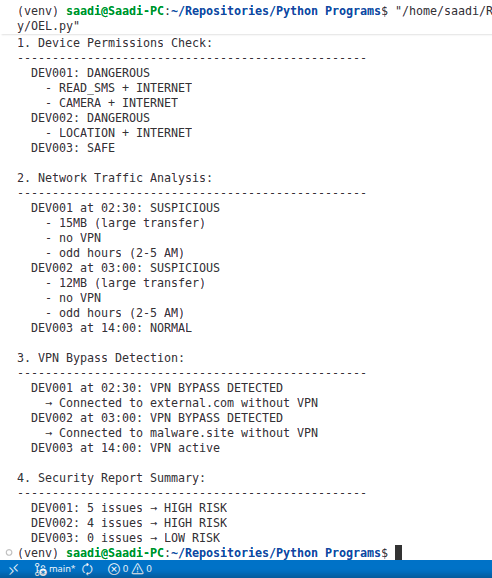 (venv) saadi@Saadi-PC:~/Repositories/Python Programs$ "/home/saadi/R
y/OEL.py"
1. Device Permissions Check:
--------------------------------------------------
  DEV001: DANGEROUS
    - READ_SMS + INTERNET
    - CAMERA + INTERNET
  DEV002: DANGEROUS
    - LOCATION + INTERNET
  DEV003: SAFE

2. Network Traffic Analysis:
--------------------------------------------------
  DEV001 at 02:30: SUSPICIOUS
    - 15MB (large transfer)
    - no VPN
    - odd hours (2-5 AM)
  DEV002 at 03:00: SUSPICIOUS
    - 12MB (large transfer)
    - no VPN
    - odd hours (2-5 AM)
  DEV003 at 14:00: NORMAL

3. VPN Bypass Detection:
--------------------------------------------------
  DEV001 at 02:30: VPN BYPASS DETECTED
    → Connected to external.com without VPN
  DEV002 at 03:00: VPN BYPASS DETECTED
    → Connected to malware.site without VPN
  DEV003 at 14:00: VPN active

4. Security Report Summary:
--------------------------------------------------
  DEV001: 5 issues → HIGH RISK
  DEV002: 4 issues → HIGH RISK
  DEV003: 0 issues → LOW RISK
(venv) saadi@Saadi-PC:~/Repositories/Python Programs$
main* 0 0